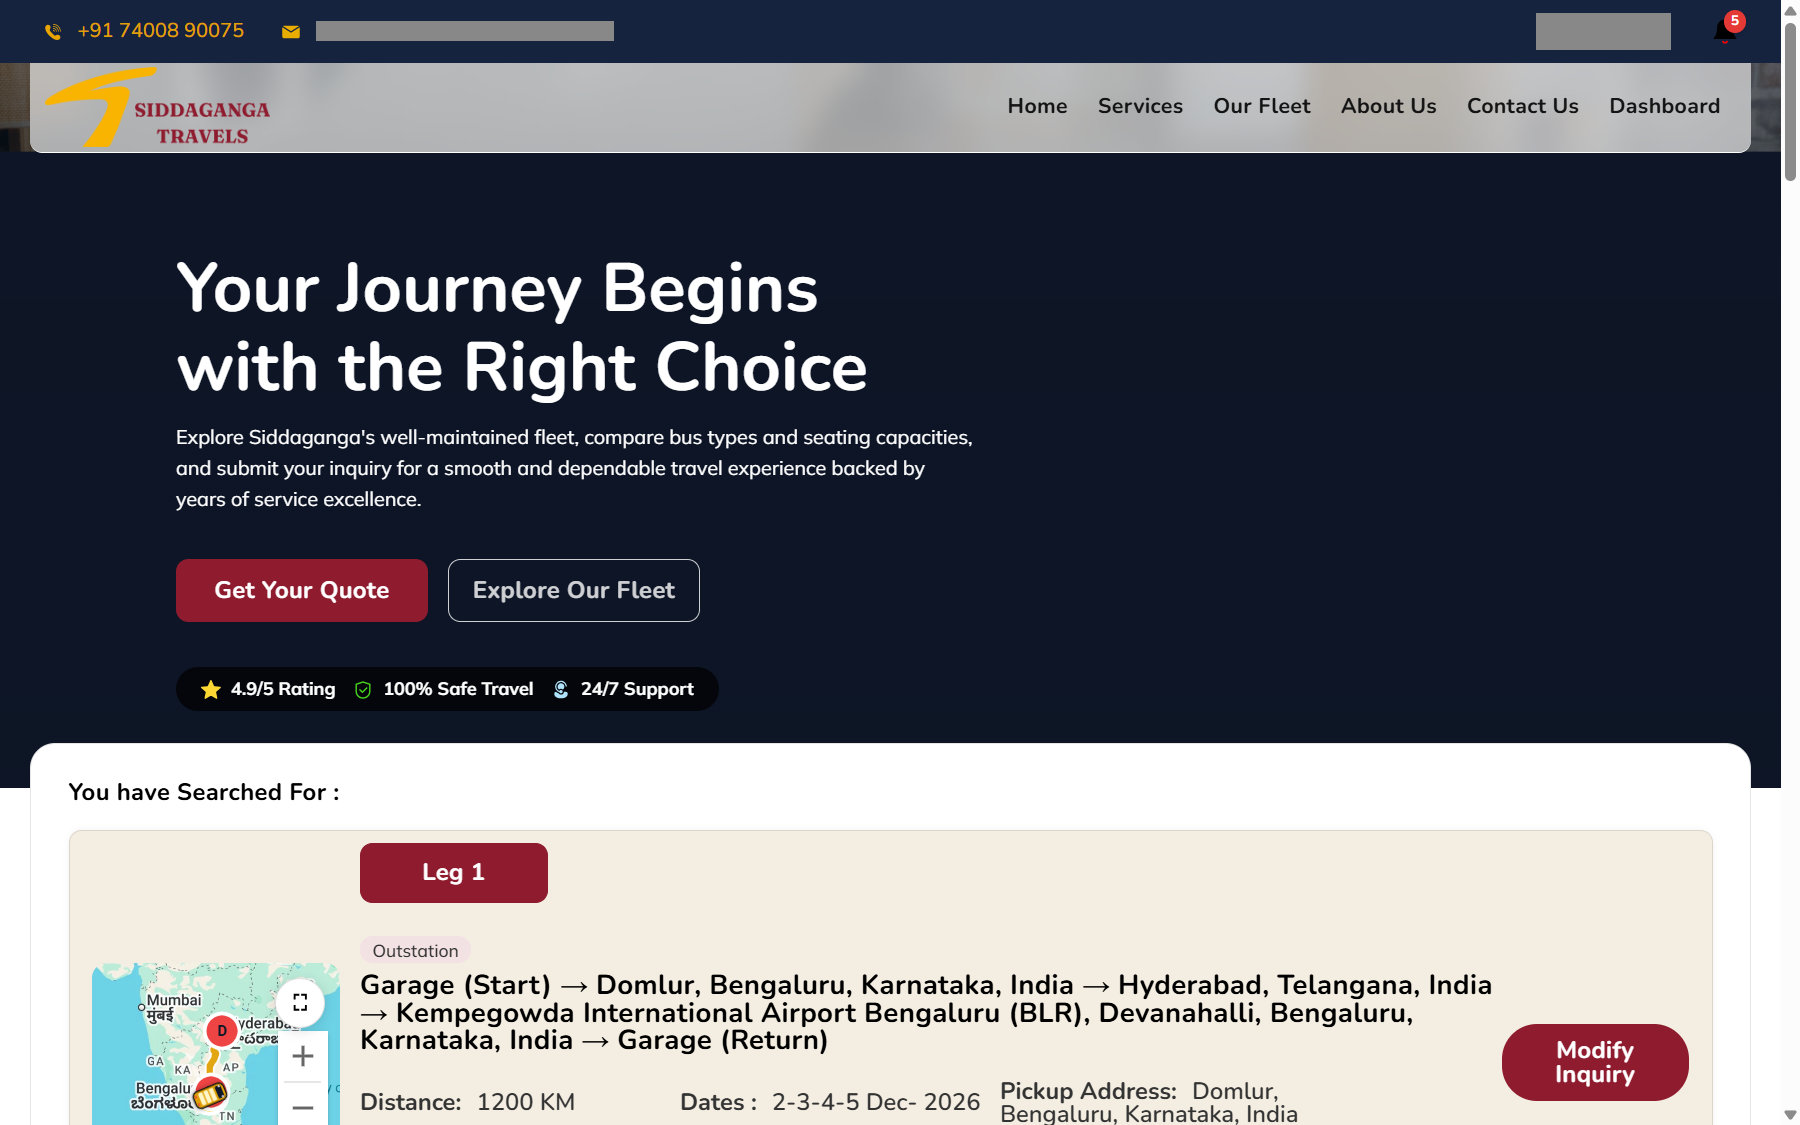 +91 74008 90075
5
SIDDAGANGA
TRAVELS
Home Services Our Fleet About Us Contact Us Dashboard
Your Journey Begins
with the Right Choice
Explore Siddaganga's well-maintained fleet, compare bus types and seating capacities,
and submit your inquiry for a smooth and dependable travel experience backed by
years of service excellence.
Get Your Quote
Explore Our Fleet
4.9/5 Rating 100% Safe Travel 24/7 Support
You have Searched For :
Leg 1
Outstation
Garage (Start) → Domlur, Bengaluru, Karnataka, India → Hyderabad, Telangana, India
→ Kempegowda International Airport Bengaluru (BLR), Devanahalli, Bengaluru,
Karnataka, India → Garage (Return)
Modify
Inquiry
Distance: 1200 KM
Dates : 2-3-4-5 Dec- 2026
Pickup Address: Domlur,
Bengaluru, Karnataka, India
Mumbai
मुंबई
D
GA
KA
AP
TN